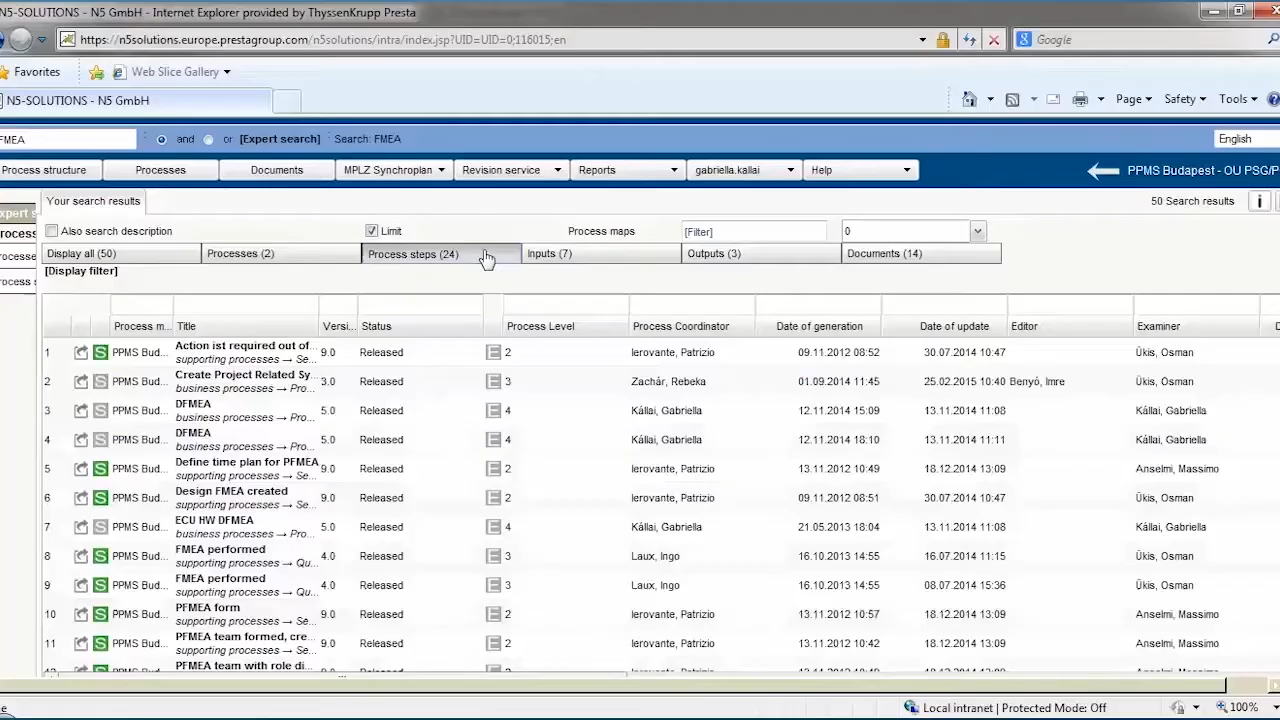 N5-SOLUTIONS - N5 GmbH - Internet Explorer provided by ThyssenKrupp Presta
https://n5solutions.europe.prestagroup.com/n5solutions/intra/index.jsp?UID=UID=0;116015;en
Google
Favorites Web Slice Gallery
N5-SOLUTIONS - N5 GmbH
Page Safety Tools
FMEA and or [Expert search] Search: FMEA English
Process structure Processes Documents MPLZ Synchroplan Revision service Reports gabriella.kallai Help PPMS Budapest - OU PSG/P
Your search results 50 Search results
Also search description Limit Process maps [Filter] 0
Display all (50) Processes (2) Process steps (24) Inputs (7) Outputs (3) Documents (14)
[Display filter]
Process m... Title Versi... Status Process Level Process Coordinator Date of generation Date of update Editor Examiner
1 S PPMS Bud... Action ist required out of... 9.0 Released E 2 Ierovante, Patrizio 09.11.2012 08:52 30.07.2014 10:47 Ükis, Osman
supporting processes → Se...
2 S PPMS Bud... Create Project Related Sy... 3.0 Released E 3 Zachár, Rebeka 01.09.2014 11:45 25.02.2015 10:40 Benyó, Imre Ükis, Osman
business processes → Pro...
3 S PPMS Bud... DFMEA 5.0 Released E 4 Kállai, Gabriella 12.11.2014 15:09 13.11.2014 11:08 Kállai, Gabriella
business processes → Pro...
4 S PPMS Bud... DFMEA 5.0 Released E 4 Kállai, Gabriella 12.11.2014 18:10 13.11.2014 11:11 Kállai, Gabriella
business processes → Pro...
5 S PPMS Bud... Define time plan for PFMEA 9.0 Released E 2 Ierovante, Patrizio 13.11.2012 10:49 18.12.2014 13:09 Anselmi, Massimo
supporting processes → Se...
6 S PPMS Bud... Design FMEA created 9.0 Released E 2 Ierovante, Patrizio 09.11.2012 08:51 30.07.2014 10:47 Ükis, Osman
supporting processes → Se...
7 S PPMS Bud... ECU HW DFMEA 5.0 Released E 4 Kállai, Gabriella 21.05.2013 18:04 13.11.2014 11:08 Kállai, Gabriella
business processes → Pro...
8 S PPMS Bud... FMEA performed 4.0 Released E 3 Laux, Ingo 16.10.2013 14:55 16.07.2014 11:15 Ükis, Osman
supporting processes → Qu...
9 S PPMS Bud... FMEA performed 4.0 Released E 3 Laux, Ingo 16.10.2013 14:55 08.07.2014 15:36 Ükis, Osman
supporting processes → Qu...
10 S PPMS Bud... PFMEA form 9.0 Released E 2 Ierovante, Patrizio 13.11.2012 10:57 18.12.2014 13:09 Anselmi, Massimo
supporting processes → Se...
11 S PPMS Bud... PFMEA team formed, cre... 9.0 Released E 2 Ierovante, Patrizio 13.11.2012 10:42 18.12.2014 13:09 Anselmi, Massimo
supporting processes → Se...
PFMEA team with role di...
Local intranet | Protected Mode: Off 100%